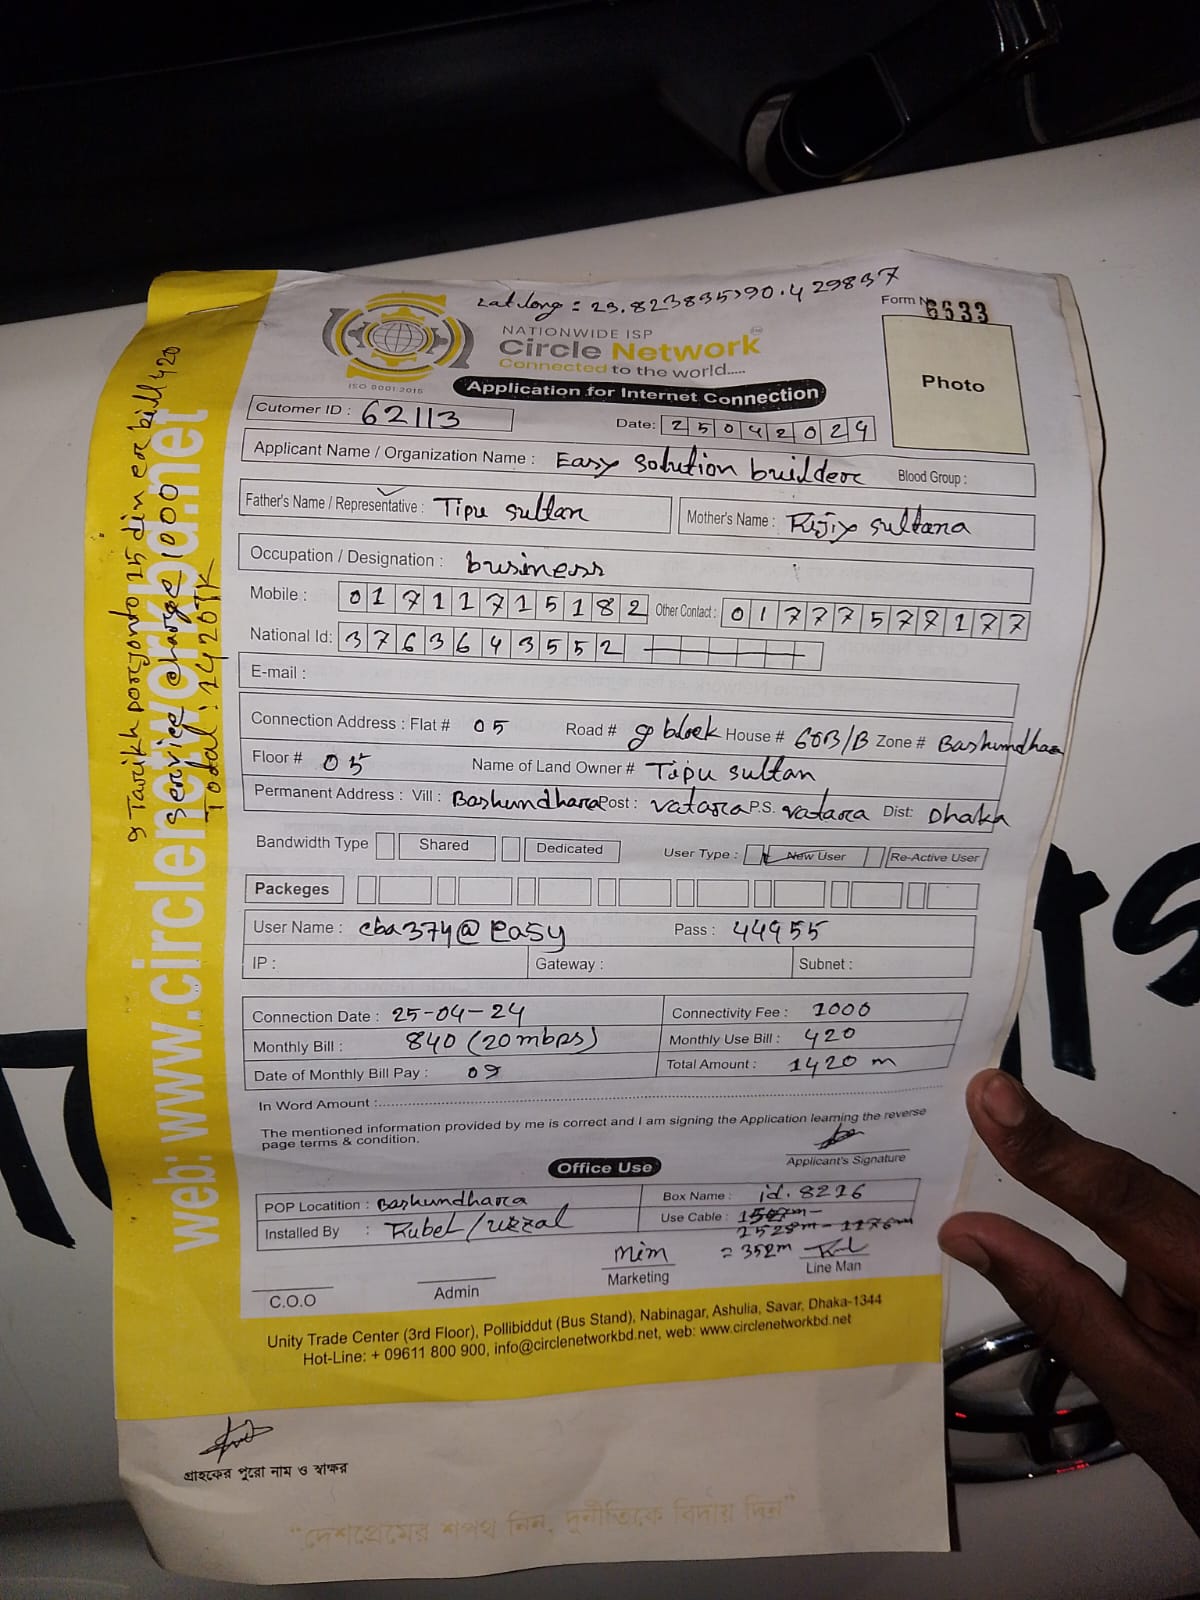 Lat long : 23.823835,90.429837
Form No 6633
NATIONWIDE ISP
Circle Network
Connected to the world.....
ISO 9001:2015
Photo
Application for Internet Connection
Cutomer ID : 62113
Date: 25042024
Applicant Name / Organization Name : Easy solution builderc Blood Group :
Father's Name / Representative : Tipu sultan Mother's Name : Rijiy sultana
Occupation / Designation : business
Mobile : 01711715182 Other Contact : 01777577177
National Id: 3763643552
E-mail :
Connection Address : Flat # 05 Road # g block House # 603/B Zone # Bashundhara
Floor # 05 Name of Land Owner # Tipu sultan
Permanent Address : Vill : Bashundhara Post : vatara P.S. vatara Dist: Dhaka
Bandwidth Type Shared Dedicated User Type : New User Re-Active User
Packeges
User Name : cba374@easy Pass : 44955
IP : Gateway : Subnet :
Connection Date : 25-04-24 Connectivity Fee : 1000
Monthly Bill : 840 (20mbps) Monthly Use Bill : 420
Date of Monthly Bill Pay : 09 Total Amount : 1420 m
In Word Amount :
The mentioned information provided by me is correct and I am signing the Application learning the reverse
page terms & condition.
Applicant's Signature
Office Use
POP Locatition : Bashundhara Box Name : id. 8226
Installed By : Rubel / uzzal Use Cable :
2528m - 1176m
= 352m
Mim
C.O.O Admin Marketing Line Man
Unity Trade Center (3rd Floor), Pollibiddut (Bus Stand), Nabinagar, Ashulia, Savar, Dhaka-1344
Hot-Line: + 09611 800 900, info@circlenetworkbd.net, web: www.circlenetworkbd.net
গ্রাহকের পুরো নাম ও স্বাক্ষর
"দেশপ্রেমের শপথ নিন, দুর্নীতিকে বিদায় দিন"
web: www.circlenetworkbd.net
9 Tarikh porjonto 15 din er bill 420
service charge 1000
Total : 1420TK